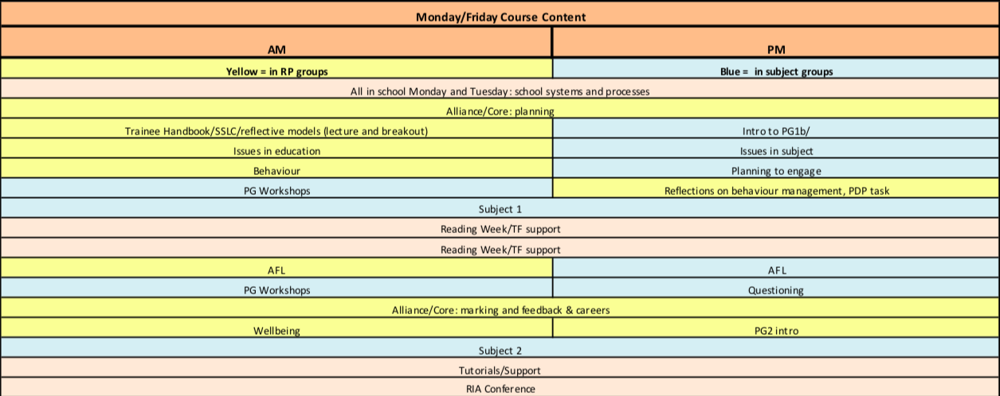 Monday/Friday Course Content
AM PM
Yellow = in RP groups Blue = in subject groups
All in school Monday and Tuesday: school systems and processes
Alliance/Core: planning
Trainee Handbook/SSLC/reflective models (lecture and breakout) Intro to PG1b/
Issues in education Issues in subject
Behaviour Planning to engage
PG Workshops Reflections on behaviour management, PDP task
Subject 1
Reading Week/TF support
Reading Week/TF support
AFL AFL
PG Workshops Questioning
Alliance/Core: marking and feedback & careers
Wellbeing PG2 intro
Subject 2
Tutorials/Support
RIA Conference